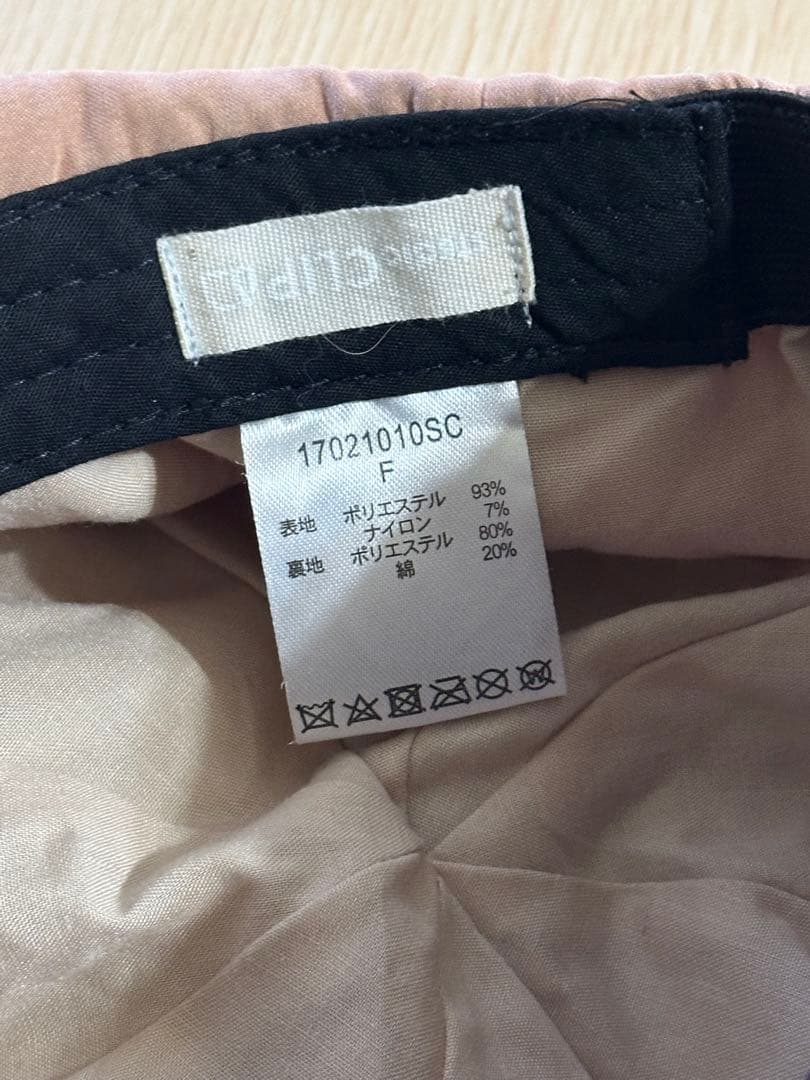 CLIP
17021010SC
F
表地 ポリエステル 93%
ナイロン 7%
裏地 ポリエステル 80%
綿 20%